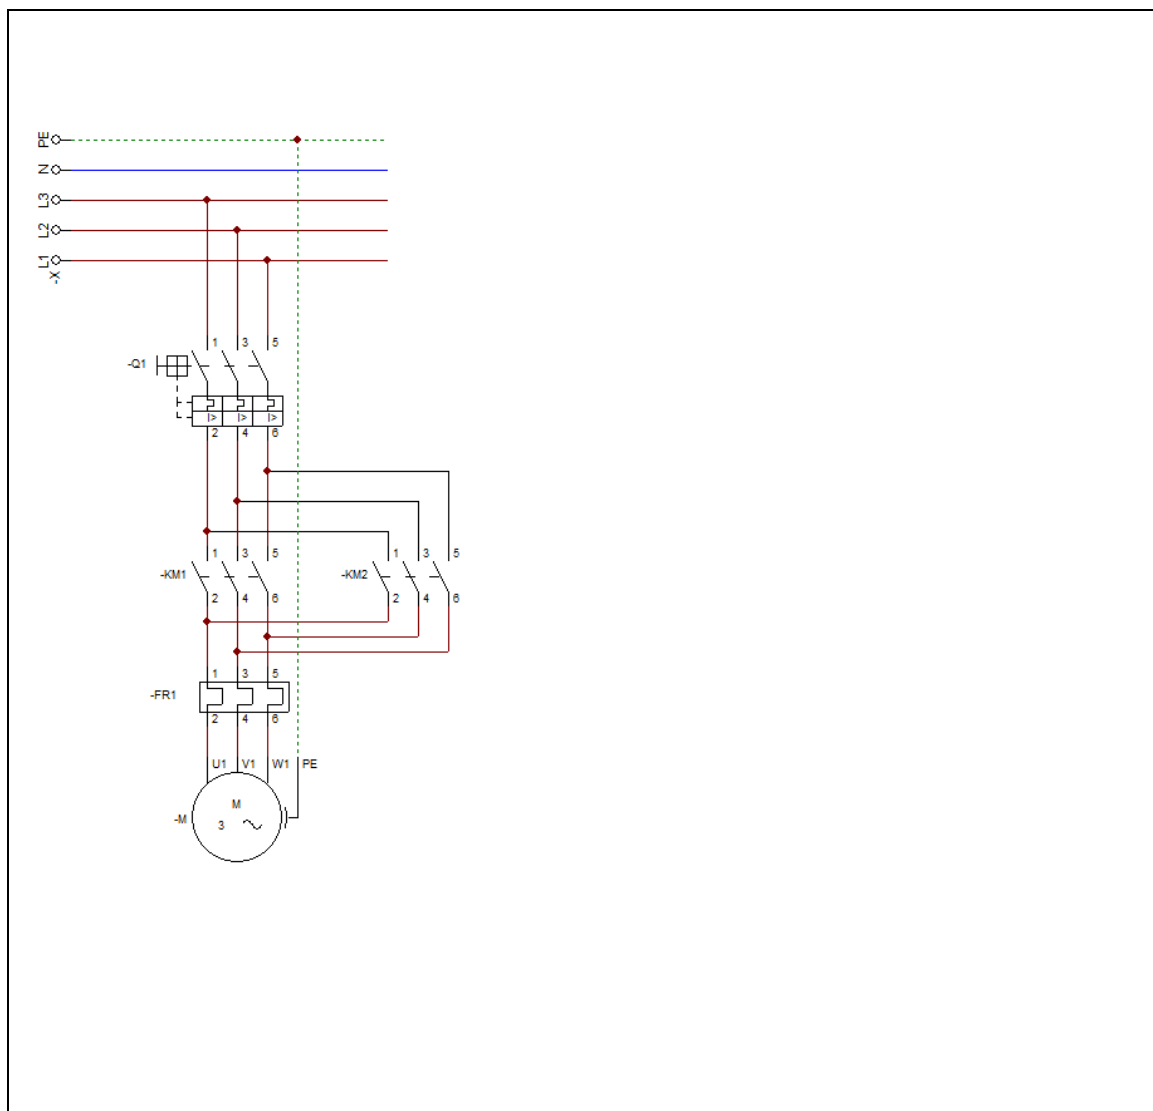 PE
N
L3
L2
L1
-X
1 3 5
-Q1
I> I> I>
2 4 6
1 3 5 1 3 5
-KM1 -KM2
2 4 6 2 4 6
1 3 5
-FR1
2 4 6
U1 V1 W1 PE
M
-M 3